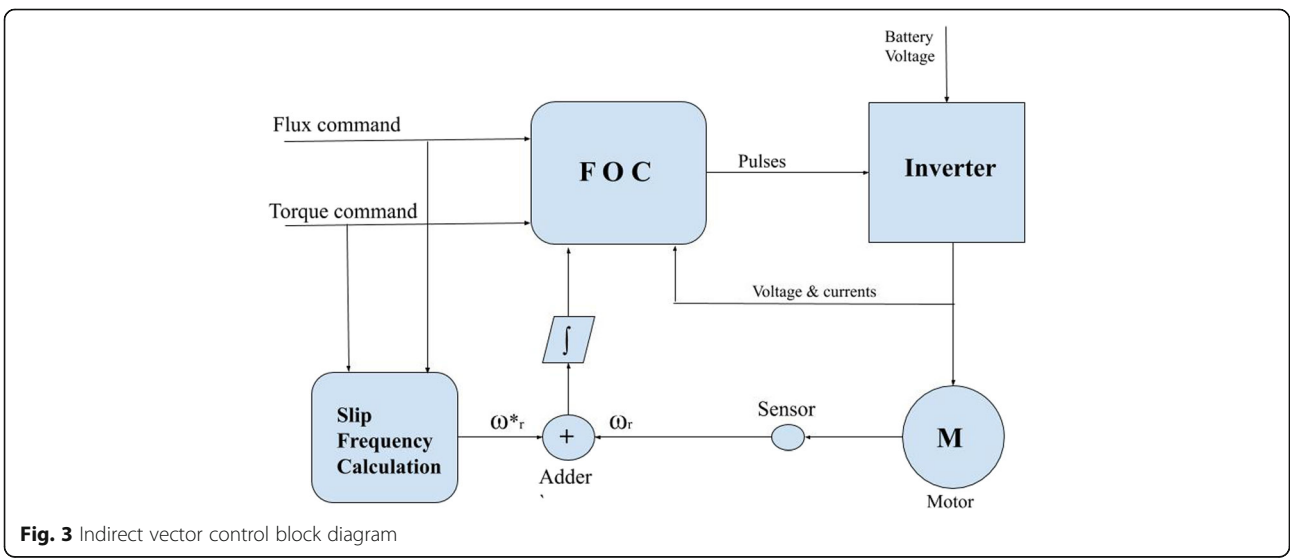 Battery
Voltage
Flux command
F O C
Pulses
Inverter
Torque command
Voltage & currents
∫
Slip
Frequency
Calculation
ω*r
+
ωr
Sensor
M
Adder
`
Motor
Fig. 3 Indirect vector control block diagram